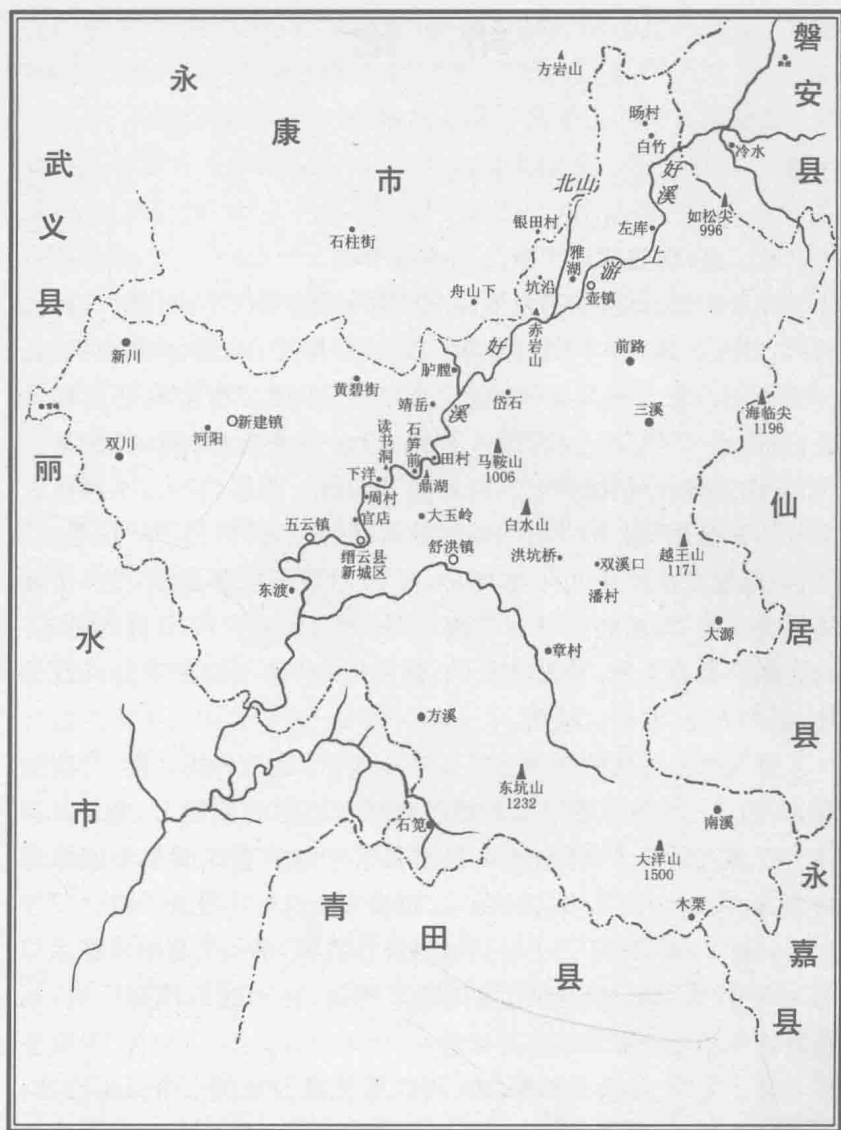 永康市
武义县
丽水市
磐安县
仙居县
永嘉县
青田县
方岩山
旸村
白竹
冷水
好溪上游
北山
如松尖
996
左库
银田村
石柱街
雅湖
坑沿
壶镇
舟山下
赤岩山
好溪
新川
前路
胪膛
黄碧街
靖岳
岱石
海临尖
1196
三溪
新建镇
河阳
双川
读书洞
石笋前
田村
马鞍山
1006
下洋
鼎湖
周村
大玉岭
官店
白水山
五云镇
缙云县
新城区
舒洪镇
洪坑桥
双溪口
越王山
1171
东渡
潘村
大源
章村
方溪
东坑山
1232
南溪
石笕
大洋山
1500
木栗